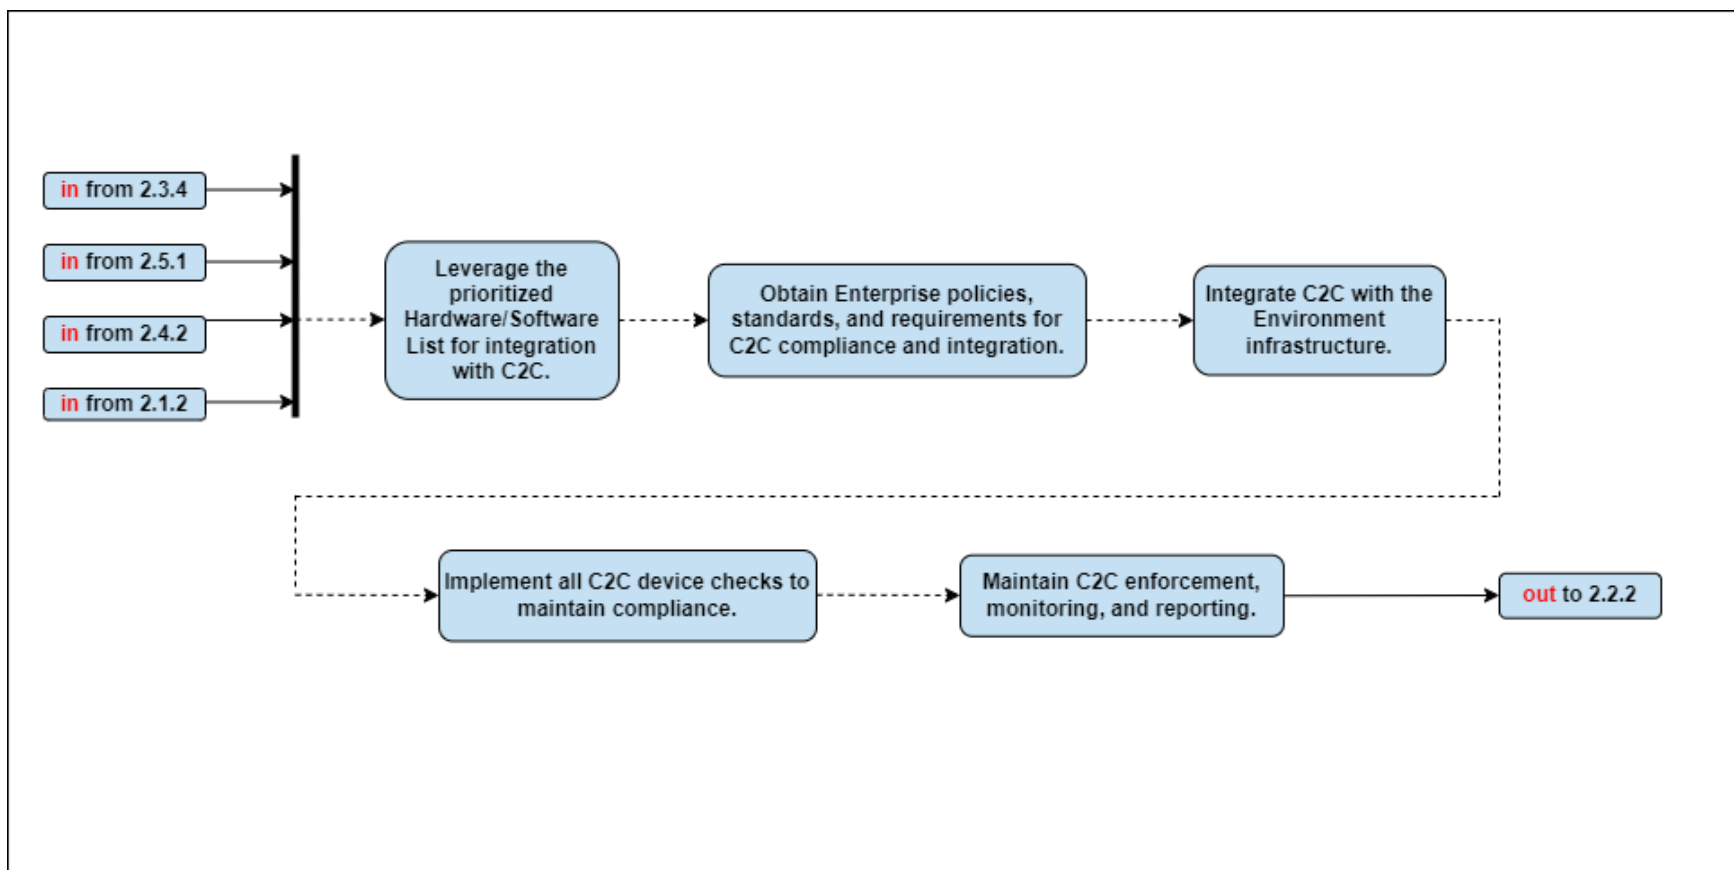 in from 2.3.4
in from 2.5.1
in from 2.4.2
in from 2.1.2
Leverage the
prioritized
Hardware/Software
List for integration
with C2C.
Obtain Enterprise policies,
standards, and requirements for
C2C compliance and integration.
Integrate C2C with the
Environment
infrastructure.
Implement all C2C device checks to
maintain compliance.
Maintain C2C enforcement,
monitoring, and reporting.
out to 2.2.2